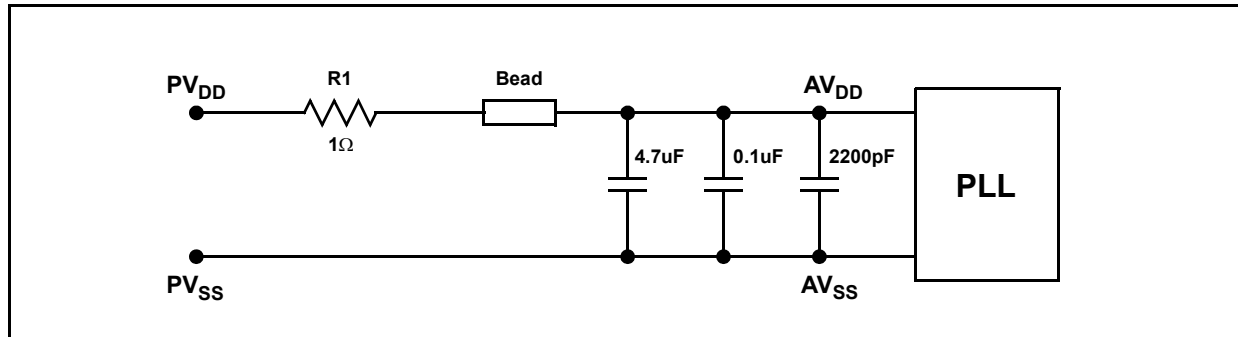 R1
Bead
PVDD
AVDD
1Ω
4.7uF
0.1uF
2200pF
PLL
PVSS
AVSS